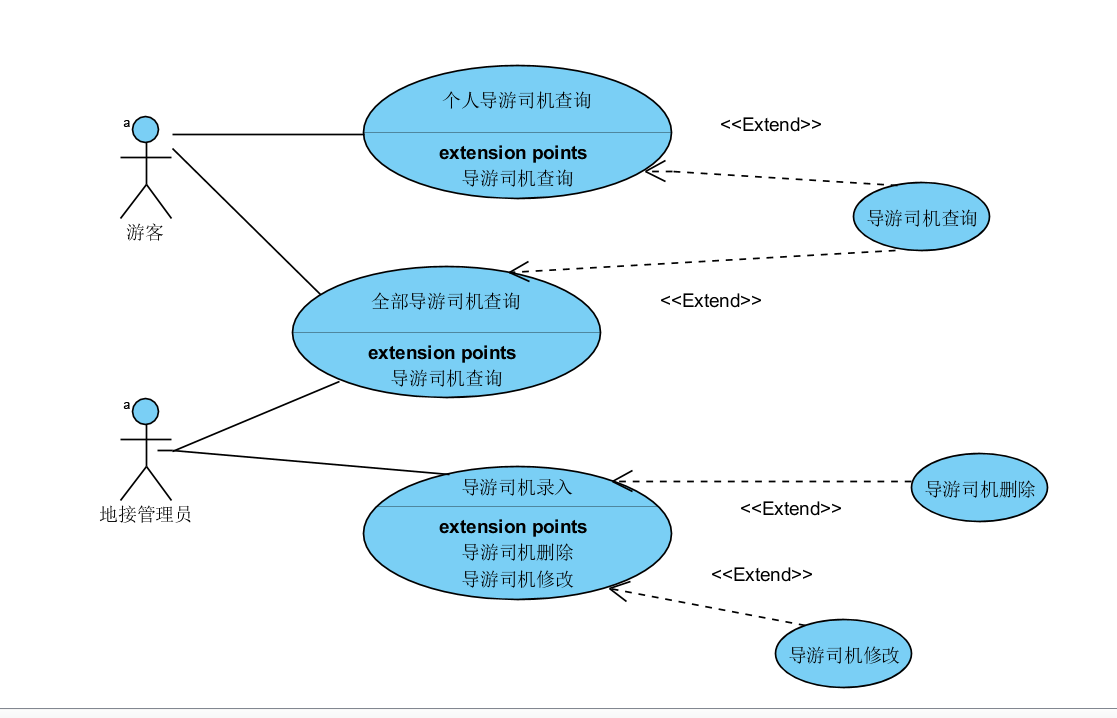 个人导游司机查询
extension points
导游司机查询
<<Extend>>
a
游客
导游司机查询
<<Extend>>
全部导游司机查询
extension points
导游司机查询
a
地接管理员
导游司机录入
extension points
导游司机删除
导游司机修改
导游司机删除
<<Extend>>
<<Extend>>
导游司机修改